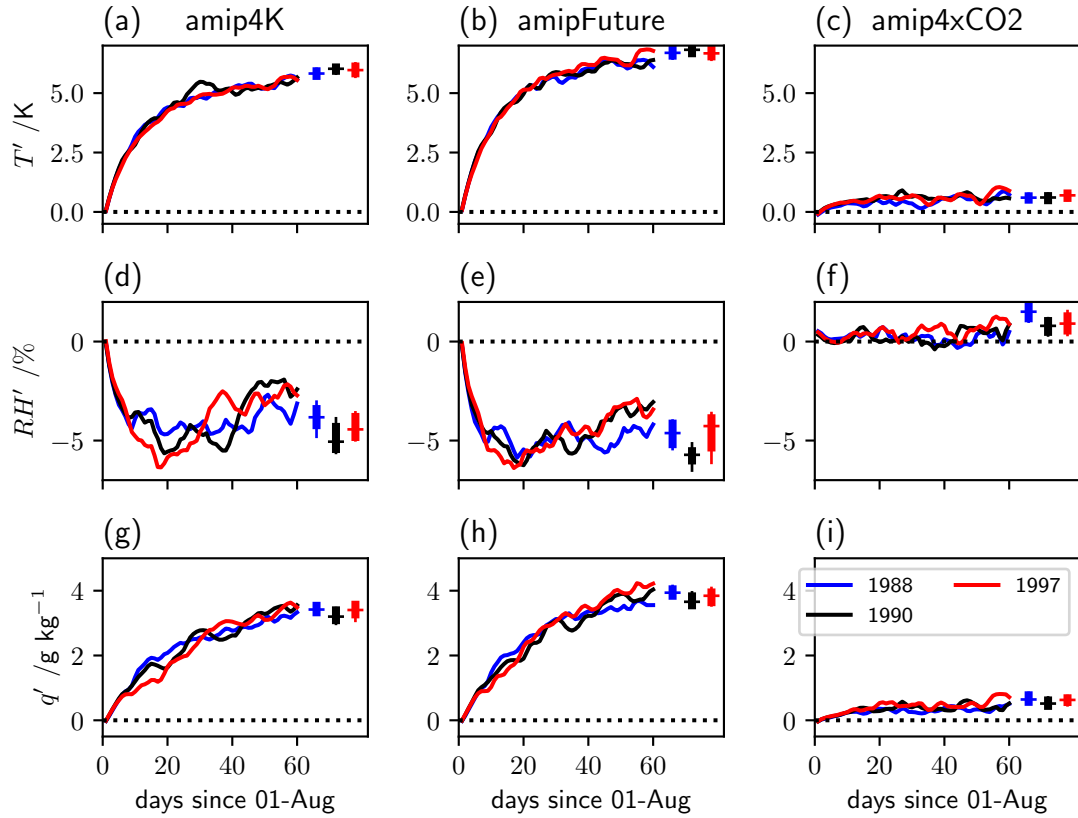 (a) amip4K
(b) amipFuture
(c) amip4xCO2
T′ /K
5.0
2.5
0.0
(d)
(e)
(f)
RH′ /%
0
−5
0
−5
0
−5
(g)
(h)
(i)
q′ /g kg−1
4
2
0
4
2
0
4
2
0
1988
1997
1990
0 20 40 60
0 20 40 60
0 20 40 60
days since 01-Aug
days since 01-Aug
days since 01-Aug
5.0
2.5
0.0
5.0
2.5
0.0